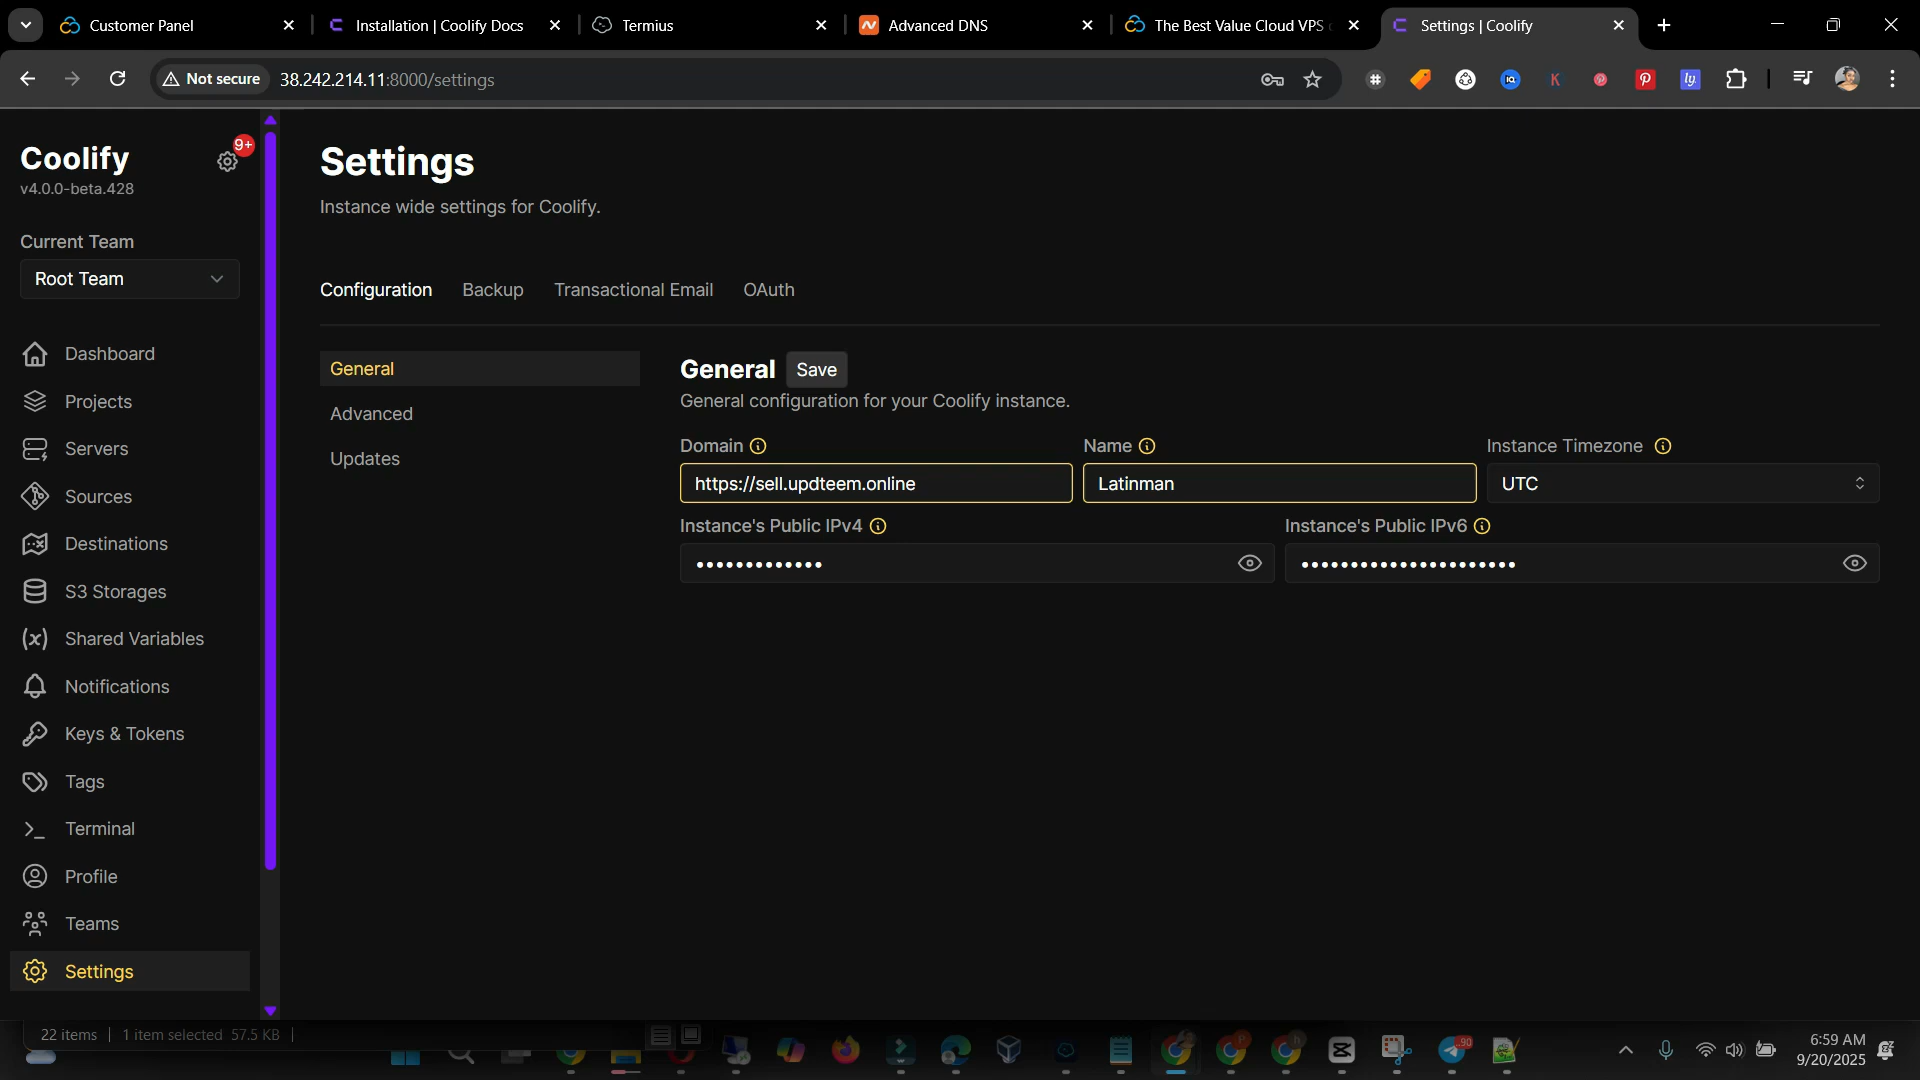 Customer Panel
Installation | Coolify Docs
Termius
Advanced DNS
The Best Value Cloud VPS
Settings | Coolify
Not secure
38.242.214.11:8000/settings
Coolify
9+
v4.0.0-beta.428
Current Team
Root Team
Dashboard
Projects
Servers
Sources
Destinations
S3 Storages
Shared Variables
Notifications
Keys & Tokens
Tags
Terminal
Profile
Teams
Settings
Settings
Instance wide settings for Coolify.
Configuration
Backup
Transactional Email
OAuth
General
Advanced
Updates
General
Save
General configuration for your Coolify instance.
Domain
Name
Instance Timezone
https://sell.updteem.online
Latinman
UTC
Instance's Public IPv4
Instance's Public IPv6
•••••••••••••
••••••••••••••••••••••
22 items
1 item selected 57.5 KB
6:59 AM
9/20/2025